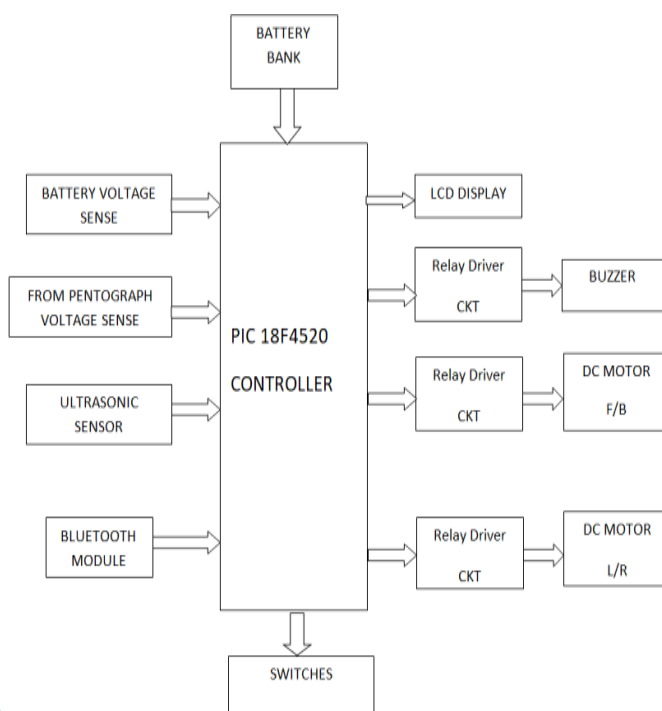 BATTERY
BANK
BATTERY VOLTAGE
SENSE
LCD DISPLAY
FROM PENTOGRAPH
VOLTAGE SENSE
Relay Driver
CKT
BUZZER
PIC 18F4520
CONTROLLER
ULTRASONIC
SENSOR
Relay Driver
CKT
DC MOTOR
F/B
BLUETOOTH
MODULE
Relay Driver
CKT
DC MOTOR
L/R
SWITCHES